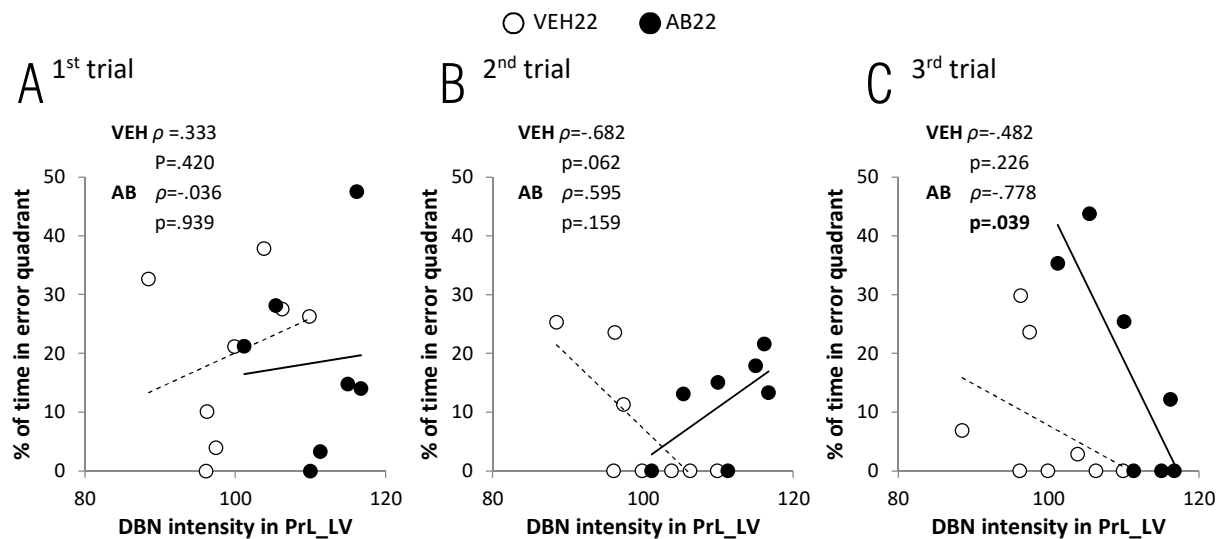 VEH22 AB22
A 1st trial
VEH ρ =.333
P=.420
AB ρ=-.036
p=.939
% of time in error quadrant
50
40
30
20
10
0
80 100 120
DBN intensity in PrL_LV
B 2nd trial
VEH ρ=-.682
p=.062
AB ρ=.595
p=.159
% of time in error quadrant
50
40
30
20
10
0
80 100 120
DBN intensity in PrL_LV
C 3rd trial
VEH ρ=-.482
p=.226
AB ρ=-.778
p=.039
% of time in error quadrant
50
40
30
20
10
0
80 100 120
DBN intensity in PrL_LV